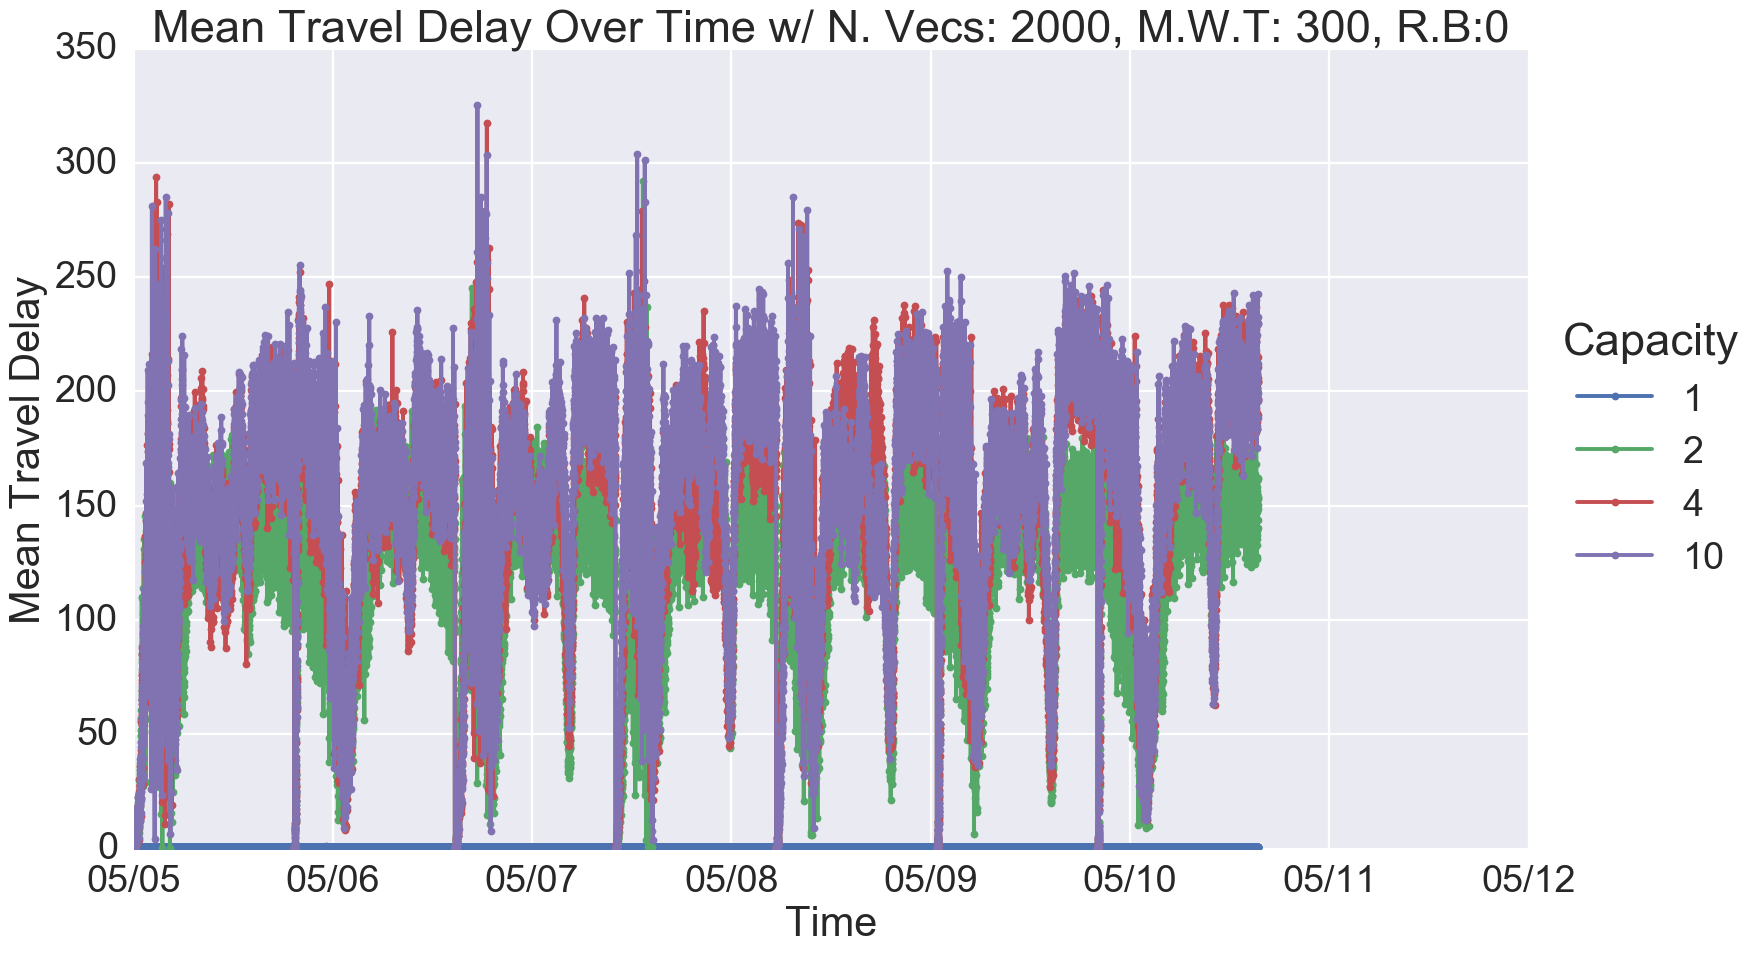 Mean Travel Delay Over Time w/ N. Vecs: 2000, M.W.T: 300, R.B:0
350
300
250
200
150
100
50
0
Mean Travel Delay
05/05 05/06 05/07 05/08 05/09 05/10 05/11 05/12
Time
Capacity
1
2
4
10